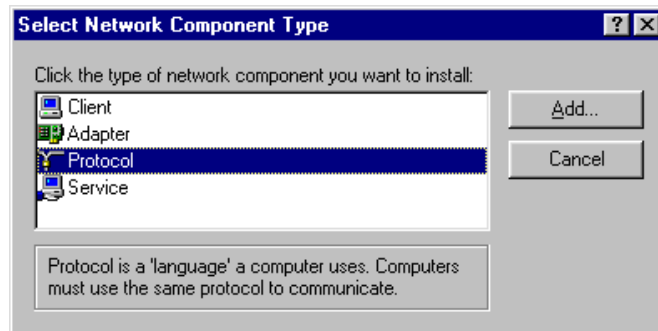 Select Network Component Type
Click the type of network component you want to install:
Client
Adapter
Protocol
Service
Add...
Cancel
Protocol is a 'language' a computer uses. Computers
must use the same protocol to communicate.